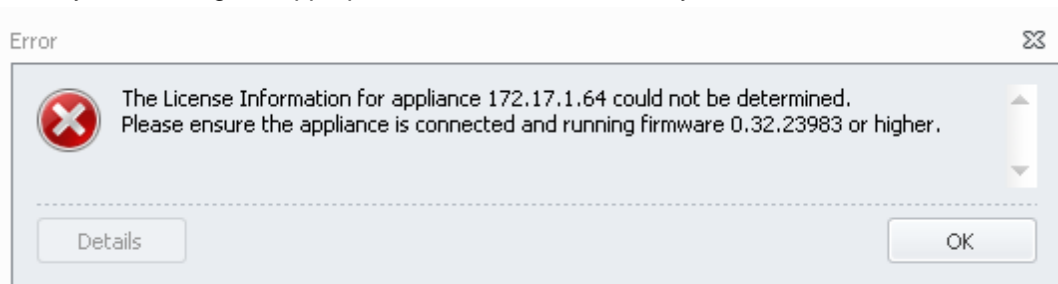 Error
The License Information for appliance 172.17.1.64 could not be determined.
Please ensure the appliance is connected and running firmware 0.32.23983 or higher.
Details
OK